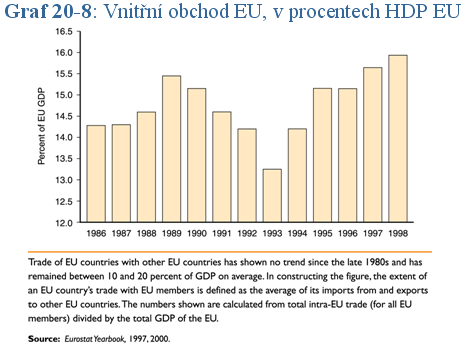 Graf 20-8: Vnitřní obchod EU, v procentech HDP EU
Percent of EU GDP
16.5
16.0
15.5
15.0
14.5
14.0
13.5
13.0
12.5
12.0
1986 1987 1988 1989 1990 1991 1992 1993 1994 1995 1996 1997 1998
Trade of EU countries with other EU countries has shown no trend since the late 1980s and has
remained between 10 and 20 percent of GDP on average. In constructing the figure, the extent of
an EU country's trade with EU members is defined as the average of its imports from and exports
to other EU countries. The numbers shown are calculated from total intra-EU trade (for all EU
members) divided by the total GDP of the EU.
Source: Eurostat Yearbook, 1997, 2000.